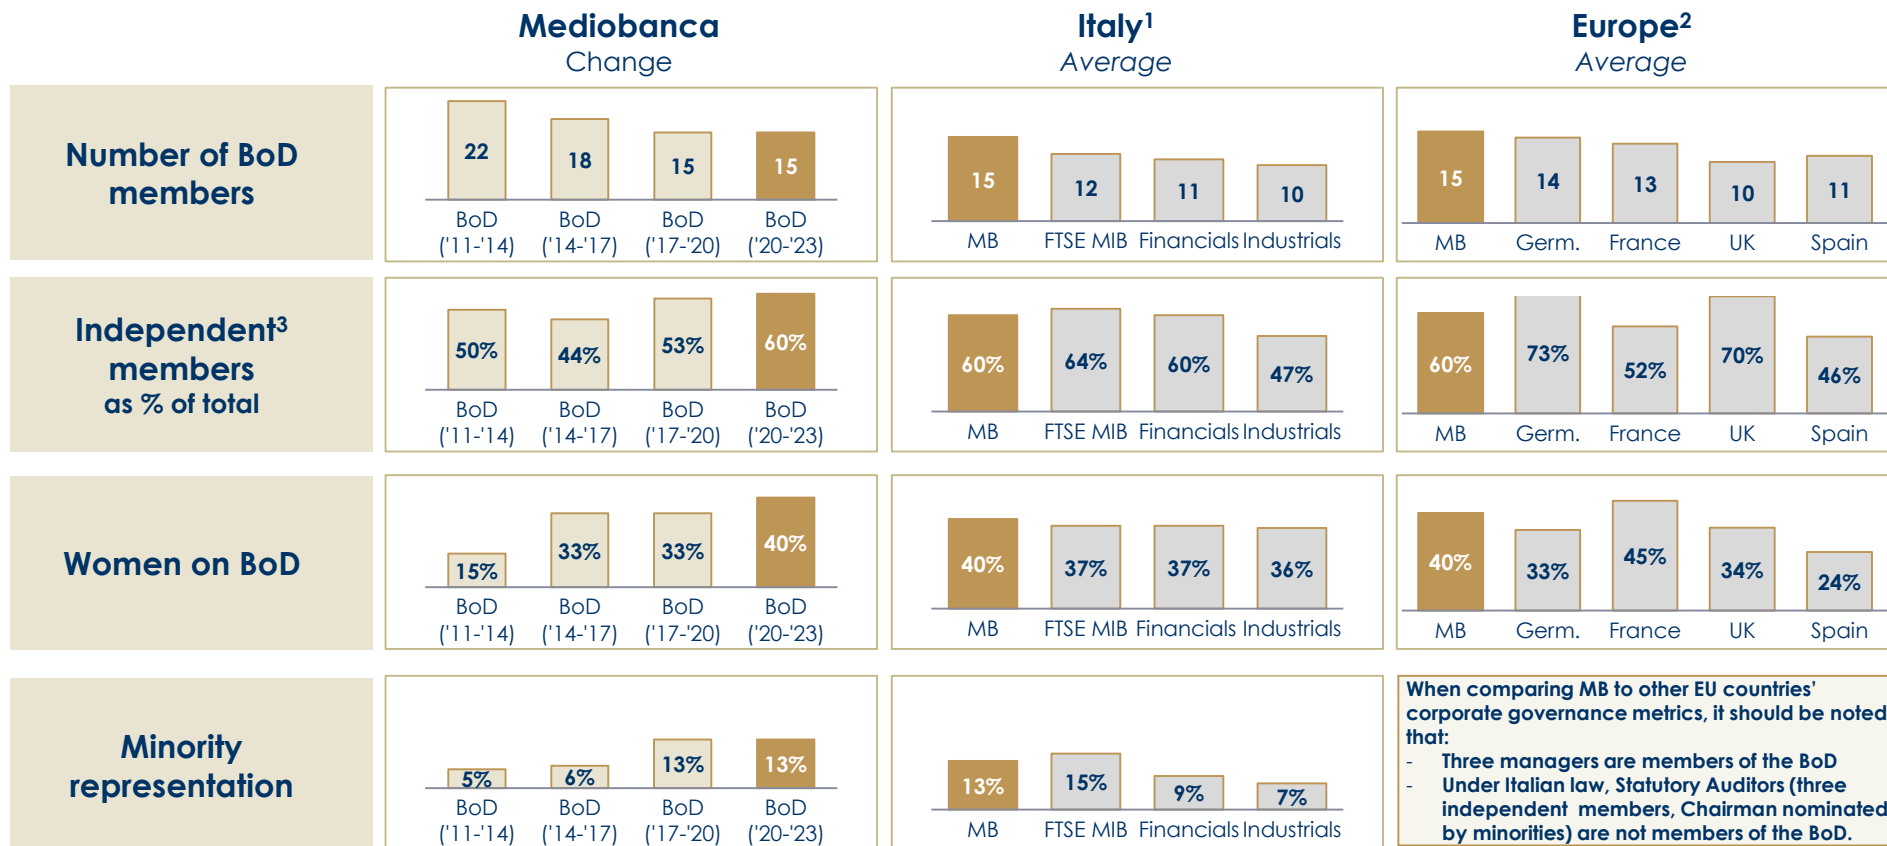 Mediobanca
Change
Italy¹
Average
Europe²
Average
Number of BoD
members
22
18
15
15
BoD
('11-'14)
BoD
('14-'17)
BoD
('17-'20)
BoD
('20-'23)
15
12
11
10
MB
FTSE MIB
Financials
Industrials
15
14
13
10
11
MB
Germ.
France
UK
Spain
Independent³
members
as % of total
50%
44%
53%
60%
BoD
('11-'14)
BoD
('14-'17)
BoD
('17-'20)
BoD
('20-'23)
60%
64%
60%
47%
MB
FTSE MIB
Financials
Industrials
60%
73%
52%
70%
46%
MB
Germ.
France
UK
Spain
Women on BoD
15%
33%
33%
40%
BoD
('11-'14)
BoD
('14-'17)
BoD
('17-'20)
BoD
('20-'23)
40%
37%
37%
36%
MB
FTSE MIB
Financials
Industrials
40%
33%
45%
34%
24%
MB
Germ.
France
UK
Spain
Minority
representation
5%
6%
13%
13%
BoD
('11-'14)
BoD
('14-'17)
BoD
('17-'20)
BoD
('20-'23)
13%
15%
9%
7%
MB
FTSE MIB
Financials
Industrials
When comparing MB to other EU countries’
corporate governance metrics, it should be noted
that:
- Three managers are members of the BoD
- Under Italian law, Statutory Auditors (three
independent members, Chairman nominated
by minorities) are not members of the BoD.